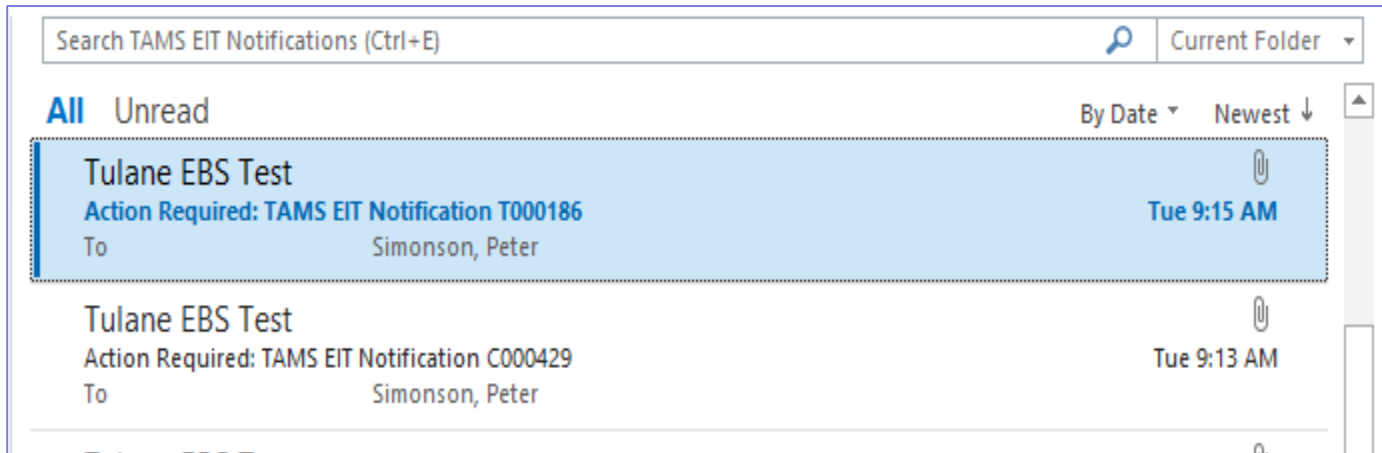 Search TAMS EIT Notifications (Ctrl+E) Current Folder
All Unread By Date Newest
Tulane EBS Test
Action Required: TAMS EIT Notification T000186 Tue 9:15 AM
To Simonson, Peter
Tulane EBS Test
Action Required: TAMS EIT Notification C000429 Tue 9:13 AM
To Simonson, Peter